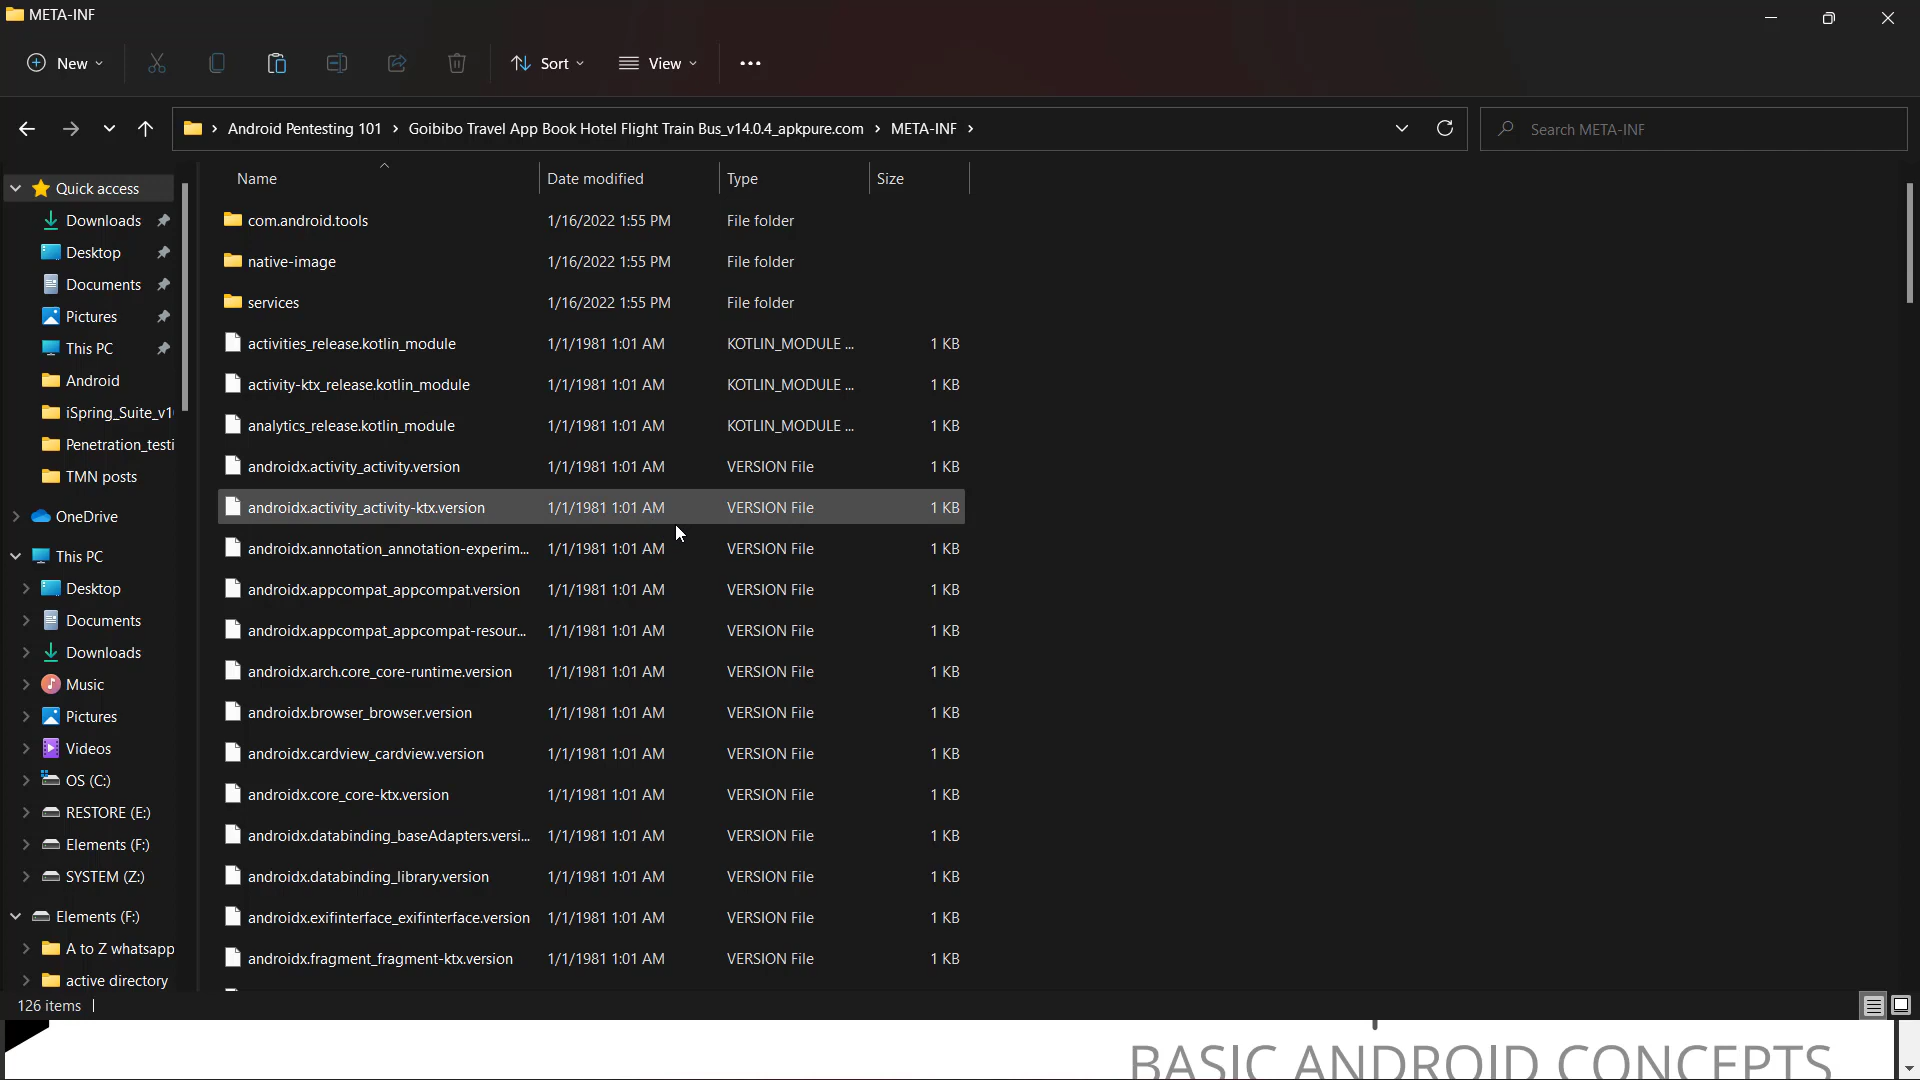 META-INF
New
Sort
View
Android Pentesting 101 > Goibibo Travel App Book Hotel Flight Train Bus_v14.0.4_apkpure.com > META-INF >
Search META-INF
Name Date modified Type Size
Quick access
Downloads
Desktop
Documents
Pictures
This PC
Android
iSpring_Suite_v1
Penetration_testi
TMN posts
OneDrive
This PC
Desktop
Documents
Downloads
Music
Pictures
Videos
OS (C:)
RESTORE (E:)
Elements (F:)
SYSTEM (Z:)
Elements (F:)
A to Z whatsapp
active directory
com.android.tools 1/16/2022 1:55 PM File folder
native-image 1/16/2022 1:55 PM File folder
services 1/16/2022 1:55 PM File folder
activities_release.kotlin_module 1/1/1981 1:01 AM KOTLIN_MODULE ... 1 KB
activity-ktx_release.kotlin_module 1/1/1981 1:01 AM KOTLIN_MODULE ... 1 KB
analytics_release.kotlin_module 1/1/1981 1:01 AM KOTLIN_MODULE ... 1 KB
androidx.activity_activity.version 1/1/1981 1:01 AM VERSION File 1 KB
androidx.activity_activity-ktx.version 1/1/1981 1:01 AM VERSION File 1 KB
androidx.annotation_annotation-experim... 1/1/1981 1:01 AM VERSION File 1 KB
androidx.appcompat_appcompat.version 1/1/1981 1:01 AM VERSION File 1 KB
androidx.appcompat_appcompat-resour... 1/1/1981 1:01 AM VERSION File 1 KB
androidx.arch.core_core-runtime.version 1/1/1981 1:01 AM VERSION File 1 KB
androidx.browser_browser.version 1/1/1981 1:01 AM VERSION File 1 KB
androidx.cardview_cardview.version 1/1/1981 1:01 AM VERSION File 1 KB
androidx.core_core-ktx.version 1/1/1981 1:01 AM VERSION File 1 KB
androidx.databinding_baseAdapters.versi... 1/1/1981 1:01 AM VERSION File 1 KB
androidx.databinding_library.version 1/1/1981 1:01 AM VERSION File 1 KB
androidx.exifinterface_exifinterface.version 1/1/1981 1:01 AM VERSION File 1 KB
androidx.fragment_fragment-ktx.version 1/1/1981 1:01 AM VERSION File 1 KB
126 items
BASIC ANDROID CONCEPTS